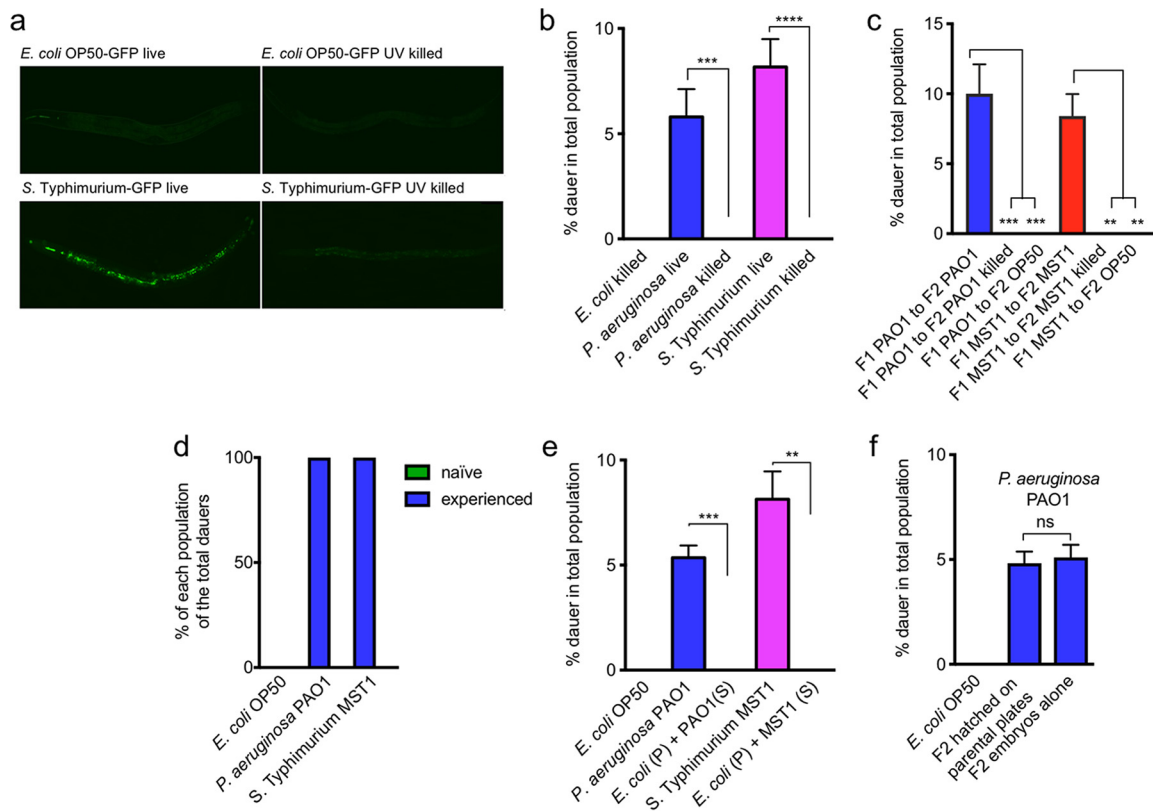 a
E. coli OP50-GFP live
E. coli OP50-GFP UV killed
S. Typhimurium-GFP live
S. Typhimurium-GFP UV killed
b
% dauer in total population
10
5
0
***
****
E. coli killed
P. aeruginosa live
P. aeruginosa killed
S. Typhimurium live
S. Typhimurium killed
c
% dauer in total population
15
10
5
0
*** *** ** **
F1 PAO1 to F2 PAO1
F1 PAO1 to F2 PAO1 killed
F1 PAO1 to F2 OP50
F1 MST1 to F2 MST1
F1 MST1 to F2 MST1 killed
F1 MST1 to F2 OP50
d
% of each population
of the total dauers
100
50
0
naïve
experienced
E. coli OP50
P. aeruginosa PAO1
S. Typhimurium MST1
e
% dauer in total population
10
5
0
***
**
E. coli OP50
P. aeruginosa PAO1
E. coli (P) + PAO1(S)
S. Typhimurium MST1
E. coli (P) + MST1 (S)
f
% dauer in total population
10
5
0
P. aeruginosa
PAO1
ns
E. coli OP50
F2 hatched on
parental plates
F2 embryos alone